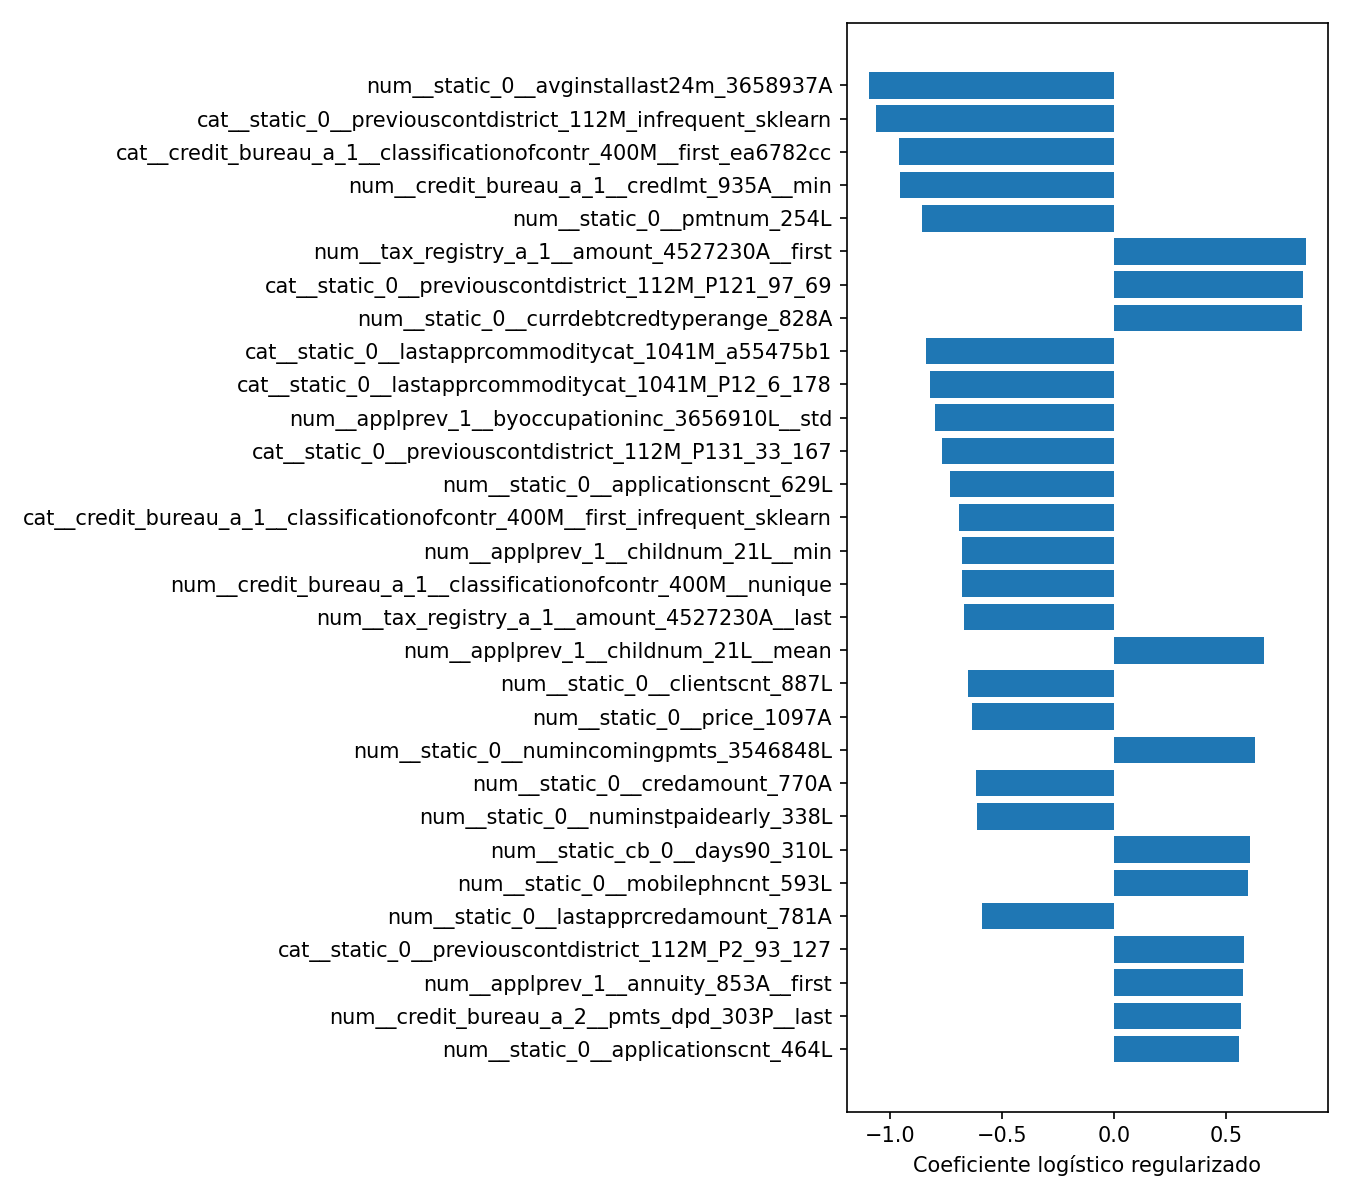 num__static_0__avginstallast24m_3658937A
cat__static_0__previouscontdistrict_112M_infrequent_sklearn
cat__credit_bureau_a_1__classificationofcontr_400M__first_ea6782cc
num__credit_bureau_a_1__credlmt_935A__min
num__static_0__pmtnum_254L
num__tax_registry_a_1__amount_4527230A__first
cat__static_0__previouscontdistrict_112M_P121_97_69
num__static_0__currdebtcredtyperange_828A
cat__static_0__lastapprcommoditycat_1041M_a55475b1
cat__static_0__lastapprcommoditycat_1041M_P12_6_178
num__applprev_1__byoccupationinc_3656910L__std
cat__static_0__previouscontdistrict_112M_P131_33_167
num__static_0__applicationscnt_629L
cat__credit_bureau_a_1__classificationofcontr_400M__first_infrequent_sklearn
num__applprev_1__childnum_21L__min
num__credit_bureau_a_1__classificationofcontr_400M__nunique
num__tax_registry_a_1__amount_4527230A__last
num__applprev_1__childnum_21L__mean
num__static_0__clientscnt_887L
num__static_0__price_1097A
num__static_0__numincomingpmts_3546848L
num__static_0__credamount_770A
num__static_0__numinstpaidearly_338L
num__static_cb_0__days90_310L
num__static_0__mobilephncnt_593L
num__static_0__lastapprcredamount_781A
cat__static_0__previouscontdistrict_112M_P2_93_127
num__applprev_1__annuity_853A__first
num__credit_bureau_a_2__pmts_dpd_303P__last
num__static_0__applicationscnt_464L
−1.0 −0.5 0.0 0.5
Coeficiente logístico regularizado